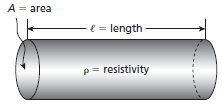 A = area
ℓ = length
ρ = resistivity